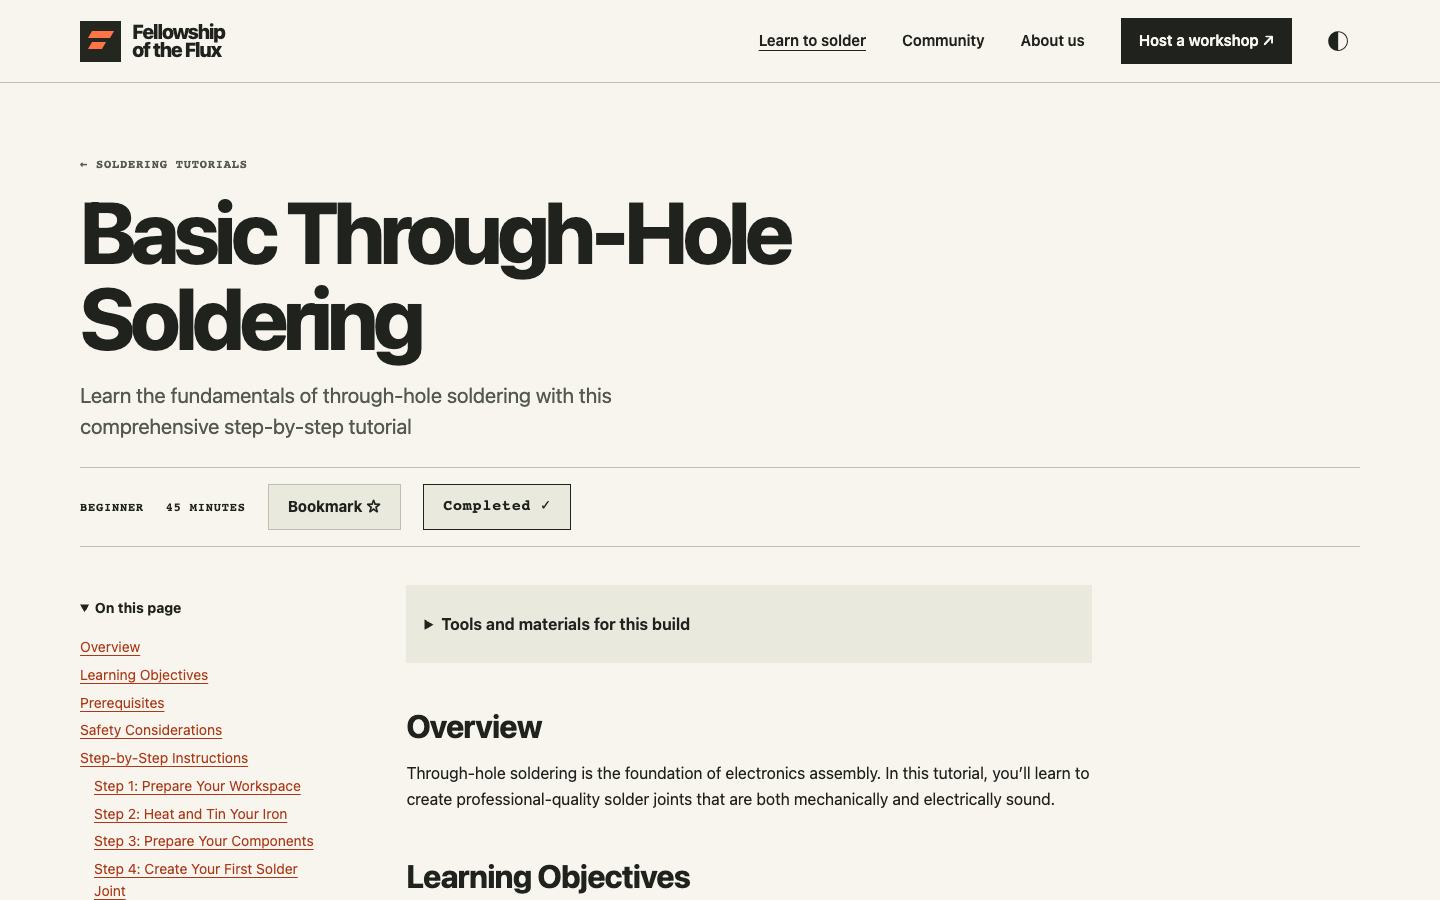 Fellowship
of the Flux
Learn to solder
Community
About us
Host a workshop ↗
← SOLDERING TUTORIALS
Basic Through-Hole
Soldering
Learn the fundamentals of through-hole soldering with this
comprehensive step-by-step tutorial
BEGINNER
45 MINUTES
Bookmark ☆
Completed ✓
▼ On this page
Overview
Learning Objectives
Prerequisites
Safety Considerations
Step-by-Step Instructions
Step 1: Prepare Your Workspace
Step 2: Heat and Tin Your Iron
Step 3: Prepare Your Components
Step 4: Create Your First Solder
Joint
▶ Tools and materials for this build
Overview
Through-hole soldering is the foundation of electronics assembly. In this tutorial, you’ll learn to
create professional-quality solder joints that are both mechanically and electrically sound.
Learning Objectives